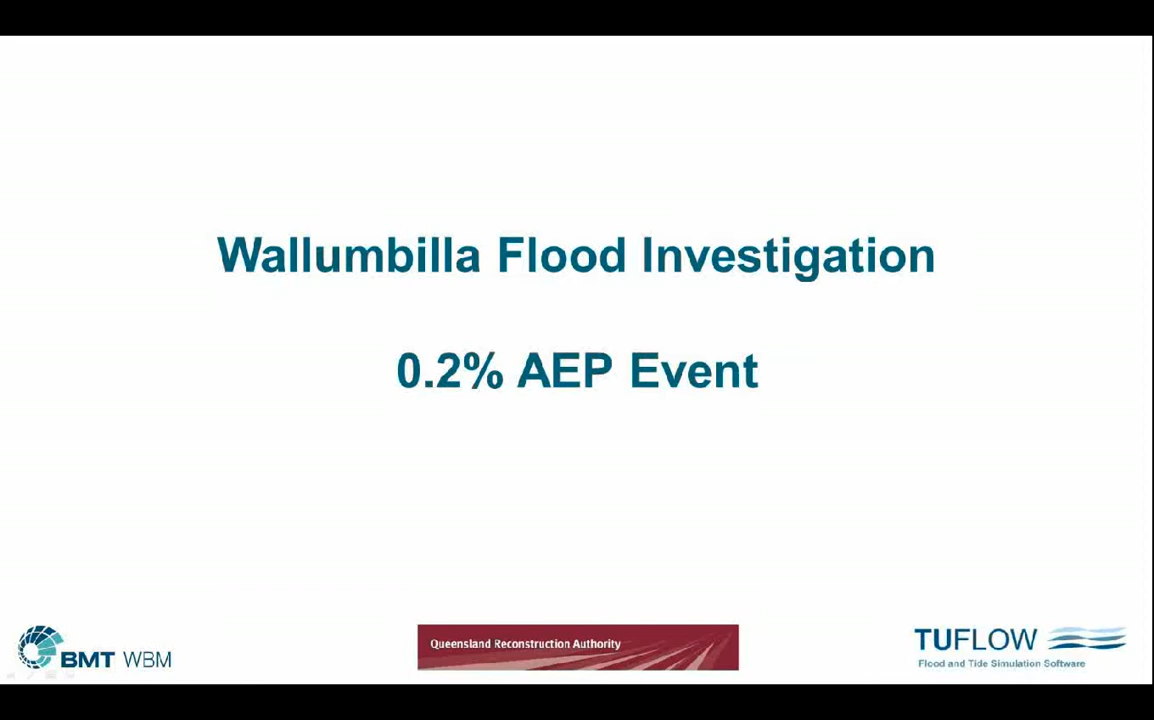 Wallumbilla Flood Investigation
0.2% AEP Event
BMT WBM
Queensland Reconstruction Authority
TUFLOW
Flood and Tide Simulation Software